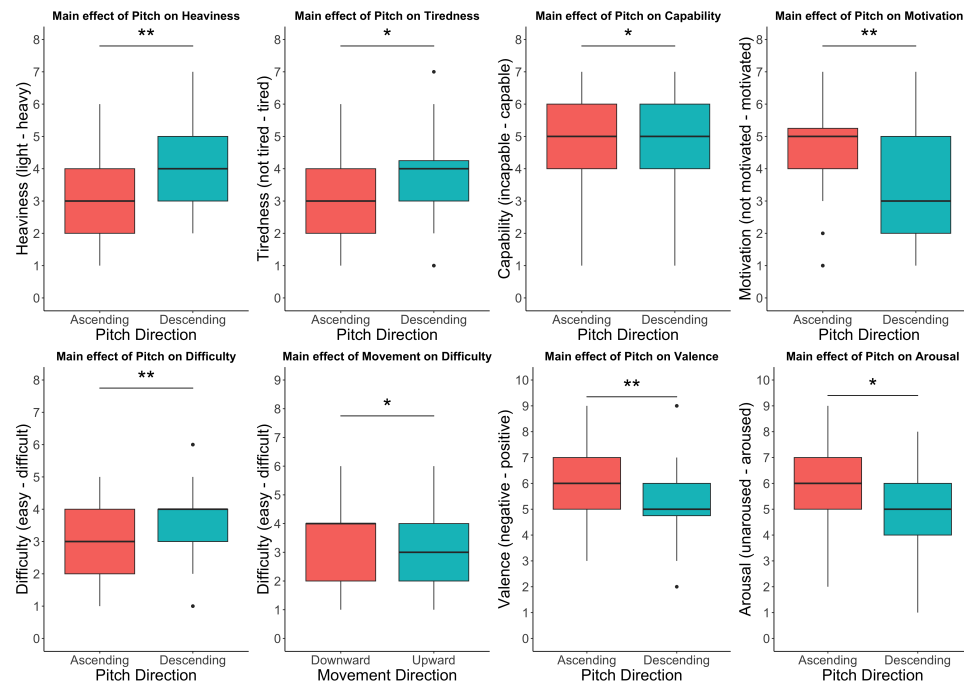 Main effect of Pitch on Heaviness
**
Heaviness (light - heavy)
8
7
6
5
4
3
2
1
0
Ascending Descending
Pitch Direction
Main effect of Pitch on Tiredness
*
Tiredness (not tired - tired)
8
7
6
5
4
3
2
1
0
Ascending Descending
Pitch Direction
Main effect of Pitch on Capability
*
Capability (incapable - capable)
8
7
6
5
4
3
2
1
0
Ascending Descending
Pitch Direction
Main effect of Pitch on Motivation
**
Motivation (not motivated - motivated)
8
7
6
5
4
3
2
1
0
Ascending Descending
Pitch Direction
Main effect of Pitch on Difficulty
**
Difficulty (easy - difficult)
8
7
6
5
4
3
2
1
0
Ascending Descending
Pitch Direction
Main effect of Movement on Difficulty
*
Difficulty (easy - difficult)
9
8
7
6
5
4
3
2
1
0
Downward Upward
Movement Direction
Main effect of Pitch on Valence
**
Valence (negative - positive)
10
9
8
7
6
5
4
3
2
1
0
Ascending Descending
Pitch Direction
Main effect of Pitch on Arousal
*
Arousal (unaroused - aroused)
10
9
8
7
6
5
4
3
2
1
0
Ascending Descending
Pitch Direction